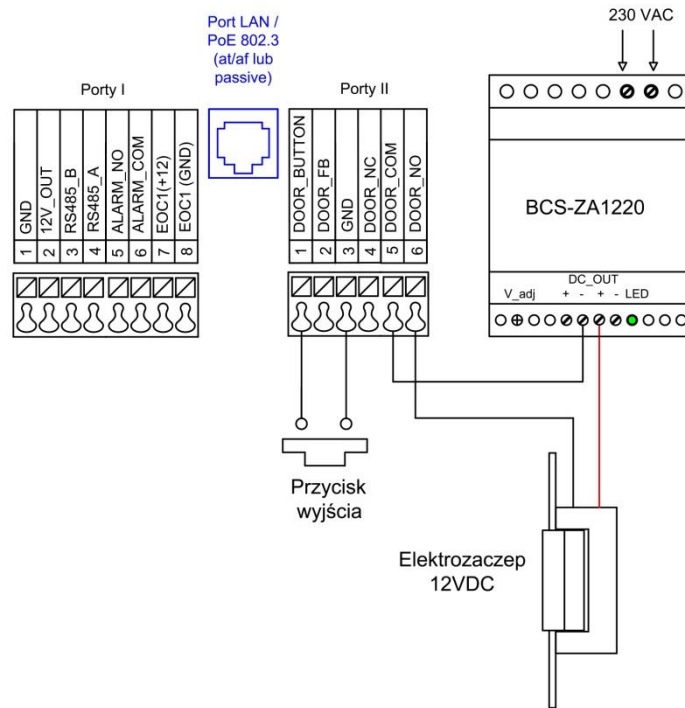 230 VAC
Port LAN /
PoE 802.3
(at/af lub
passive)
Porty I
Porty II
GND
12V_OUT
RS485_B
RS485_A
ALARM_NO
ALARM_COM
EOC1(+12)
EOC1 (GND)
1 2 3 4 5 6 7 8
DOOR_BUTTON
DOOR_FB
GND
DOOR_NC
DOOR_COM
DOOR_NO
1 2 3 4 5 6
BCS-ZA1220
DC_OUT
V_adj + - + - LED
Przycisk
wyjścia
Elektrozaczep
12VDC